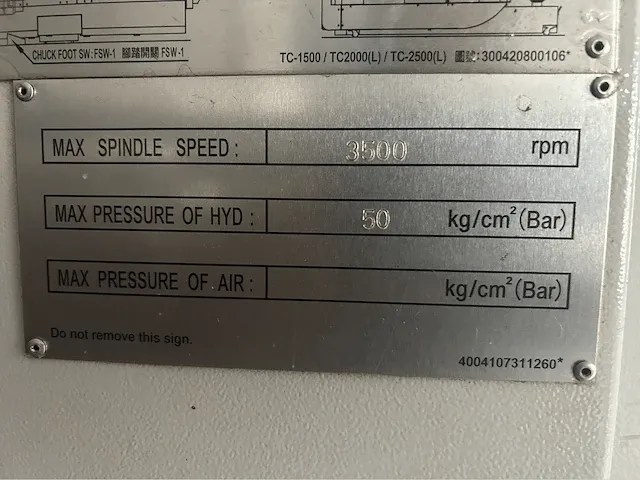 CHUCK FOOT SW: FSW-1 腳踏開關 FSW-1
TC-1500 / TC2000(L) / TC-2500(L) 圖號:300420800106*
MAX SPINDLE SPEED: 3500 rpm
MAX PRESSURE OF HYD: 50 kg/cm²(Bar)
MAX PRESSURE OF AIR: kg/cm²(Bar)
Do not remove this sign.
4004107311260*